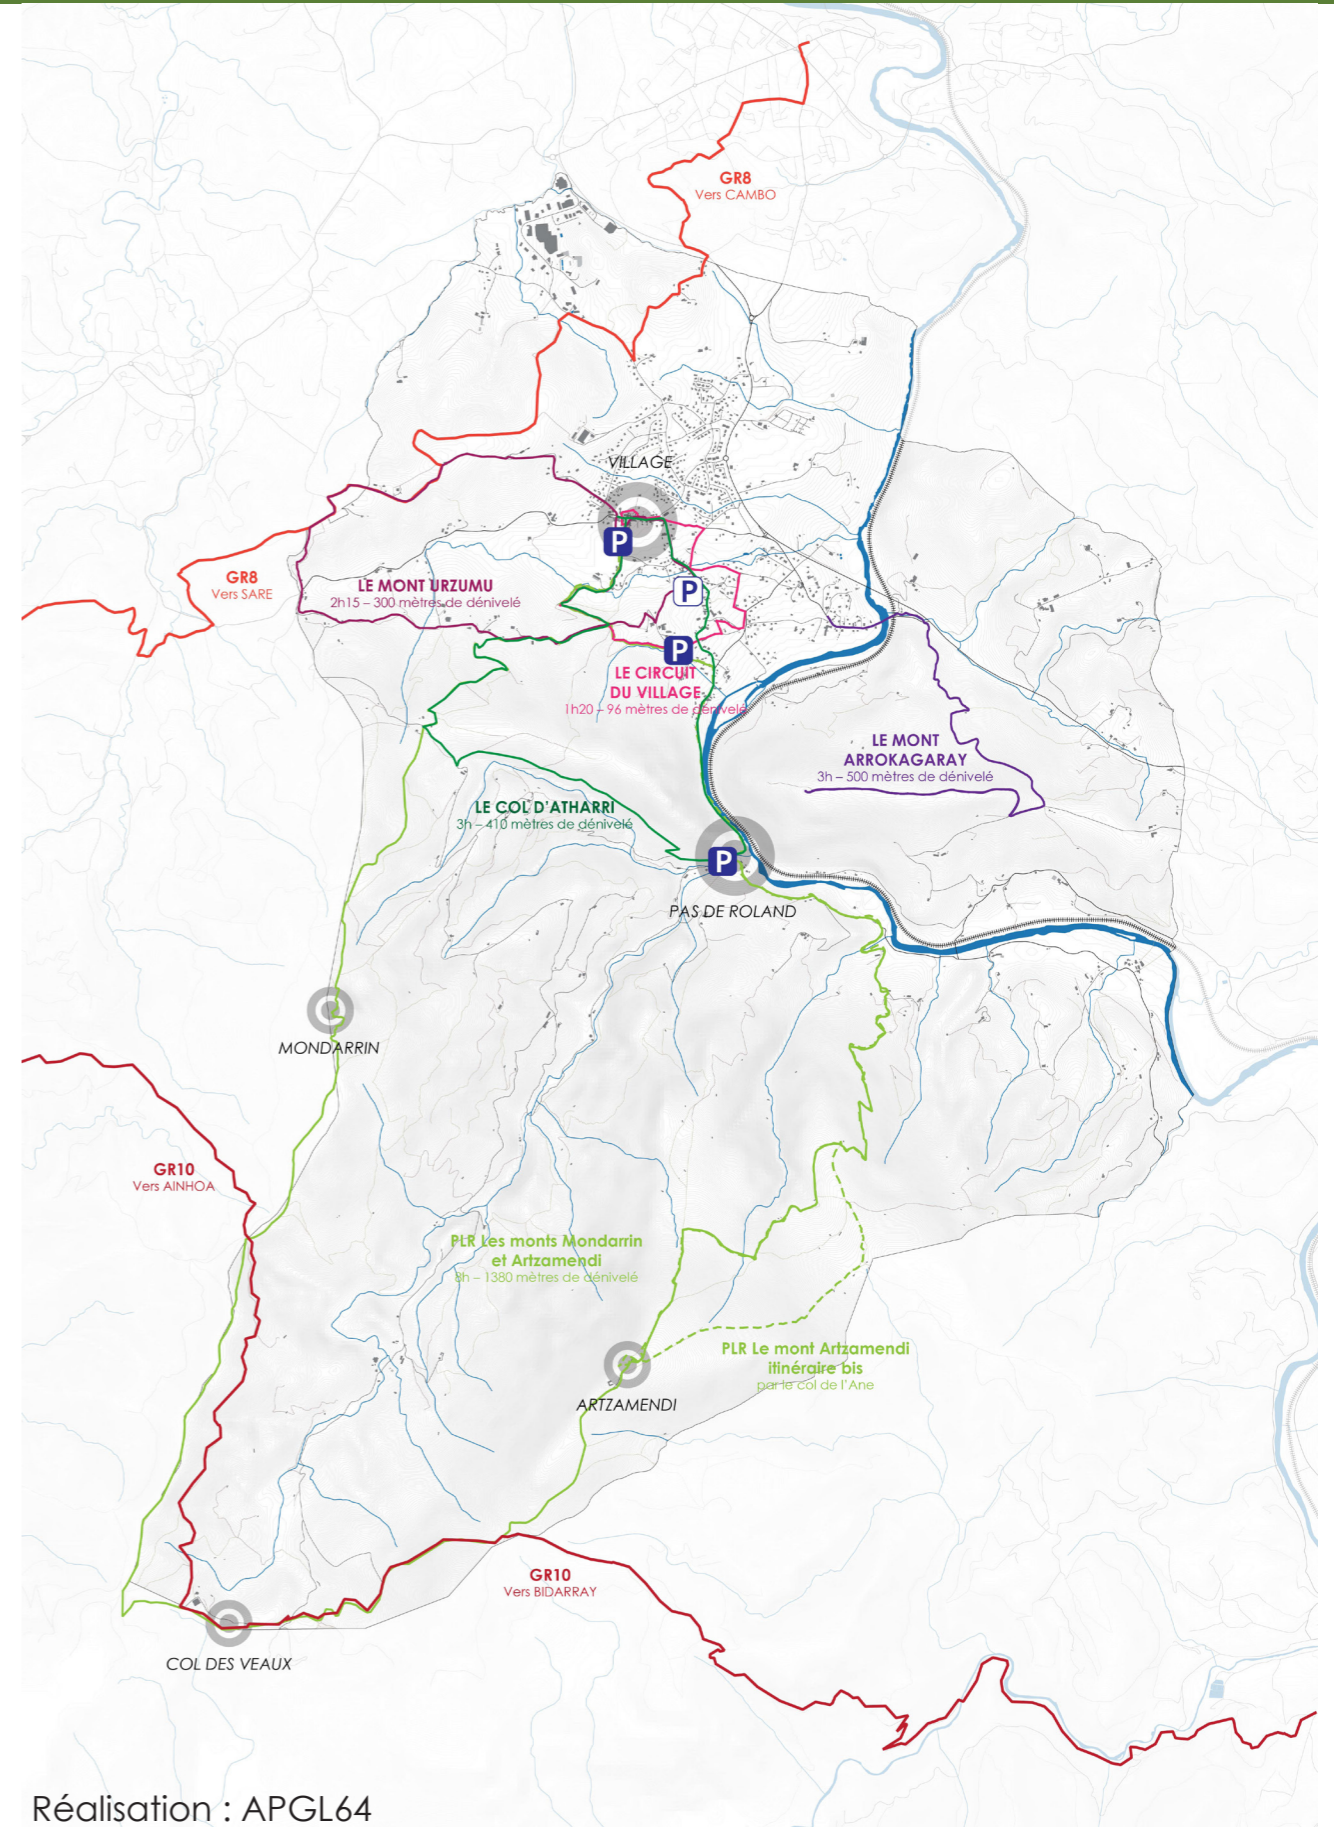 GR8
Vers CAMBO
VILLAGE
P
GR8
Vers SARE
LE MONT URZUMU
2h15 – 300 mètres de dénivelé
P
P
LE CIRCUIT
DU VILLAGE
1h20 – 96 mètres de dénivelé
LE MONT
ARROKAGARAY
3h – 500 mètres de dénivelé
LE COL D'ATHARRI
3h – 410 mètres de dénivelé
P
PAS DE ROLAND
MONDARRIN
GR10
Vers AINHOA
PLR Les monts Mondarrin
et Artzamendi
8h – 1380 mètres de dénivelé
PLR Le mont Artzamendi
itinéraire bis
par le col de l'Ane
ARTZAMENDI
GR10
Vers BIDARRAY
COL DES VEAUX
Réalisation : APGL64